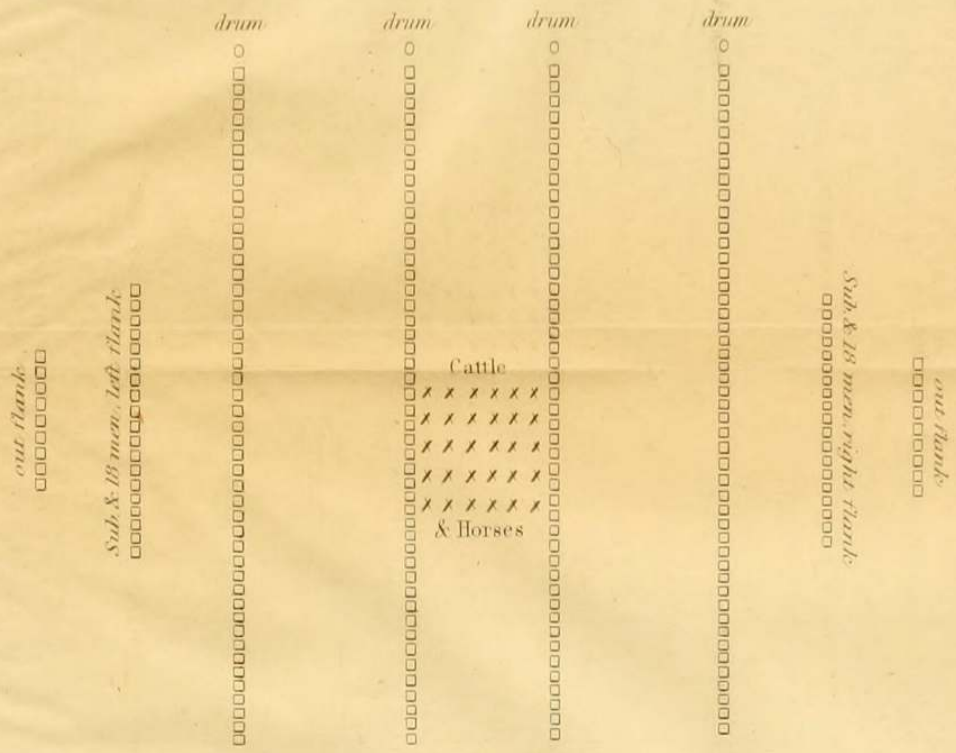 drum drum drum drum
out flank
Sub. & 18 men, left flank
Cattle
& Horses
Sub. & 18 men, right flank
out flank